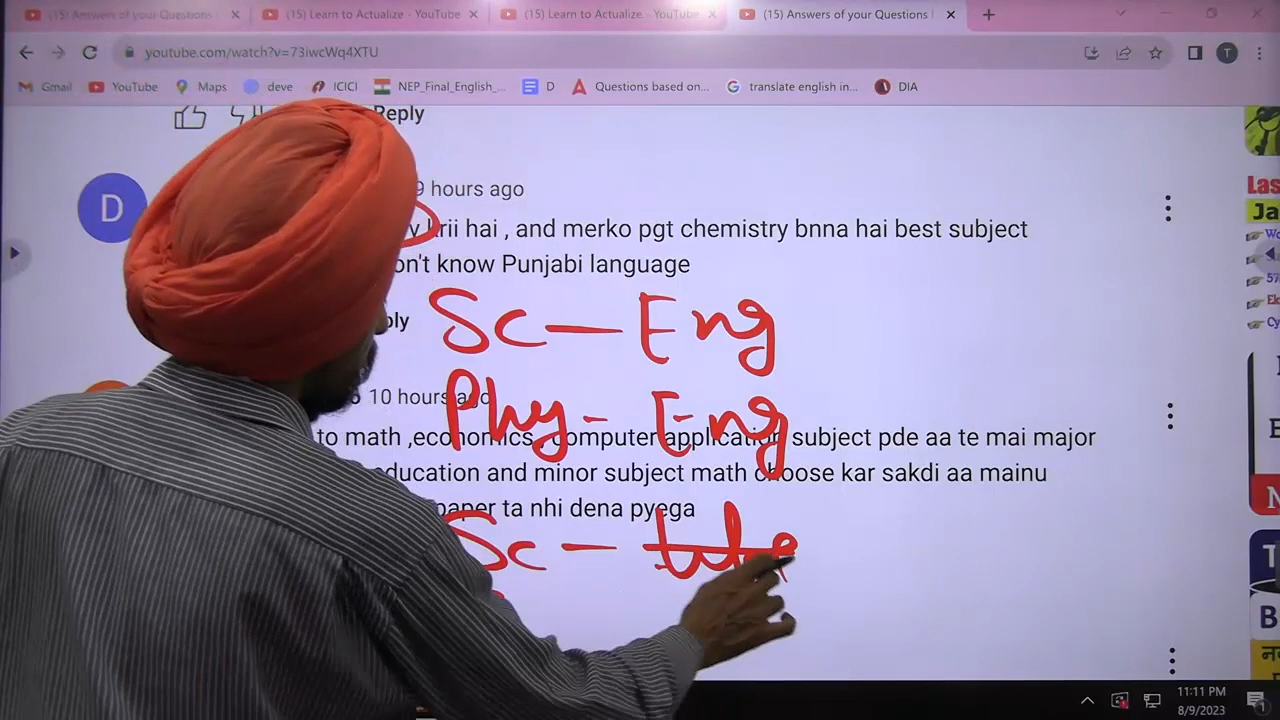 (15) Answers of your Questions
(15) Learn to Actualize - YouTube
(15) Learn to Actualize - YouTube
(15) Answers of your Questions
youtube.com/watch?v=73iwcWq4XTU
T
Gmail
YouTube
Maps
deve
ICICI
NEP_Final_English_...
D
Questions based on...
translate english in...
DIA
Reply
D
9 hours ago
y krii hai , and merko pgt chemistry bnna hai best subject
on't know Punjabi language
Sc - Eng
Phy - Eng
10 hours ago
to math ,economics , computer application subject pde aa te mai major
education and minor subject math choose kar sakdi aa mainu
paper ta nhi dena pyega
Sc -
Las
Ja
11:11 PM
8/9/2023